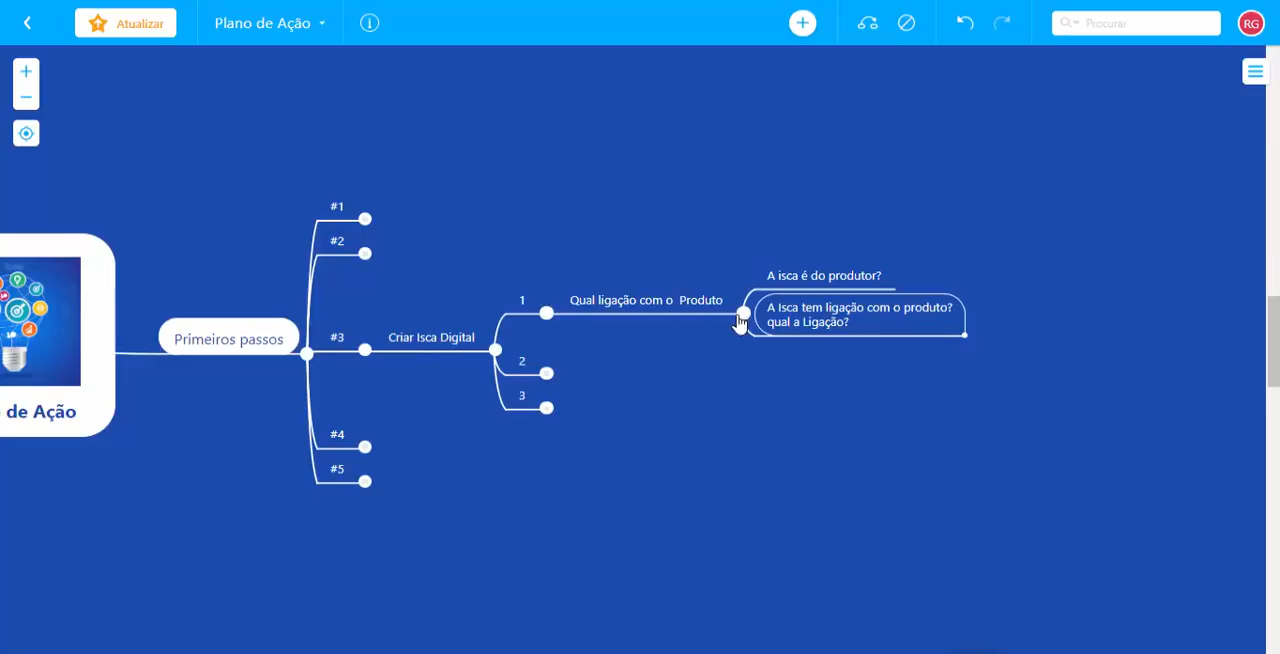 Atualizar
Plano de Ação
Procurar
RG
#1
#2
A isca é do produtor?
1
Qual ligação com o Produto
A Isca tem ligação com o produto?
qual a Ligação?
Primeiros passos
#3
Criar Isca Digital
2
3
de Ação
#4
#5